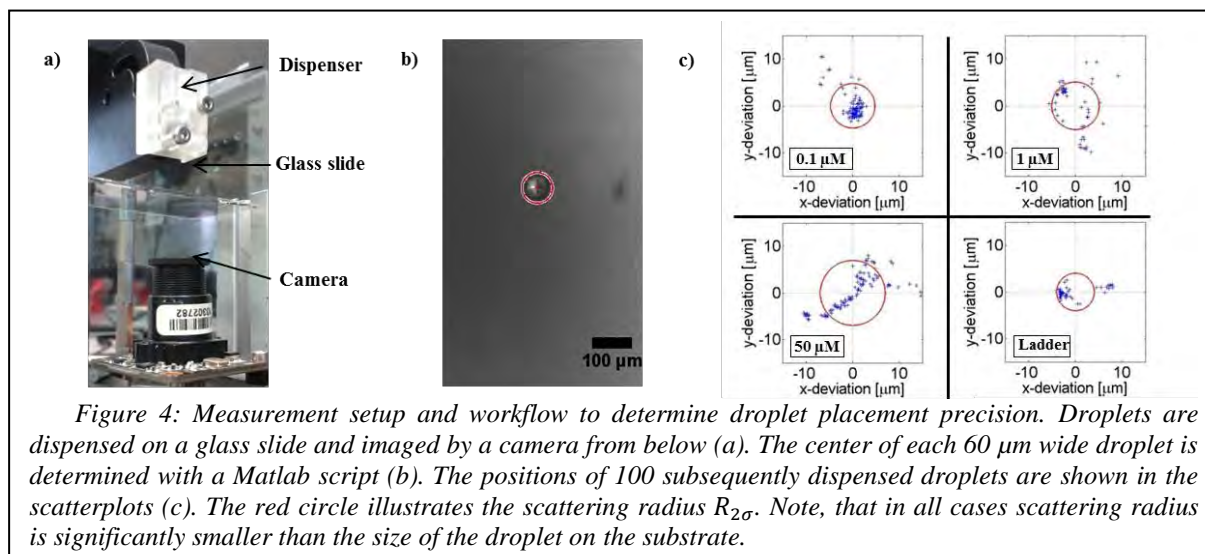 a)
Dispenser
Glass slide
Camera
10302782
b)
100 µm
c)
y-deviation [µm]
10
0
-10
0.1 µM
-10 0 10
x-deviation [µm]
y-deviation [µm]
10
0
-10
1 µM
-10 0 10
x-deviation [µm]
y-deviation [µm]
10
0
-10
50 µM
-10 0 10
x-deviation [µm]
y-deviation [µm]
10
0
-10
Ladder
-10 0 10
x-deviation [µm]
Figure 4: Measurement setup and workflow to determine droplet placement precision. Droplets are
dispensed on a glass slide and imaged by a camera from below (a). The center of each 60 µm wide droplet is
determined with a Matlab script (b). The positions of 100 subsequently dispensed droplets are shown in the
scatterplots (c). The red circle illustrates the scattering radius R₂σ. Note, that in all cases scattering radius
is significantly smaller than the size of the droplet on the substrate.